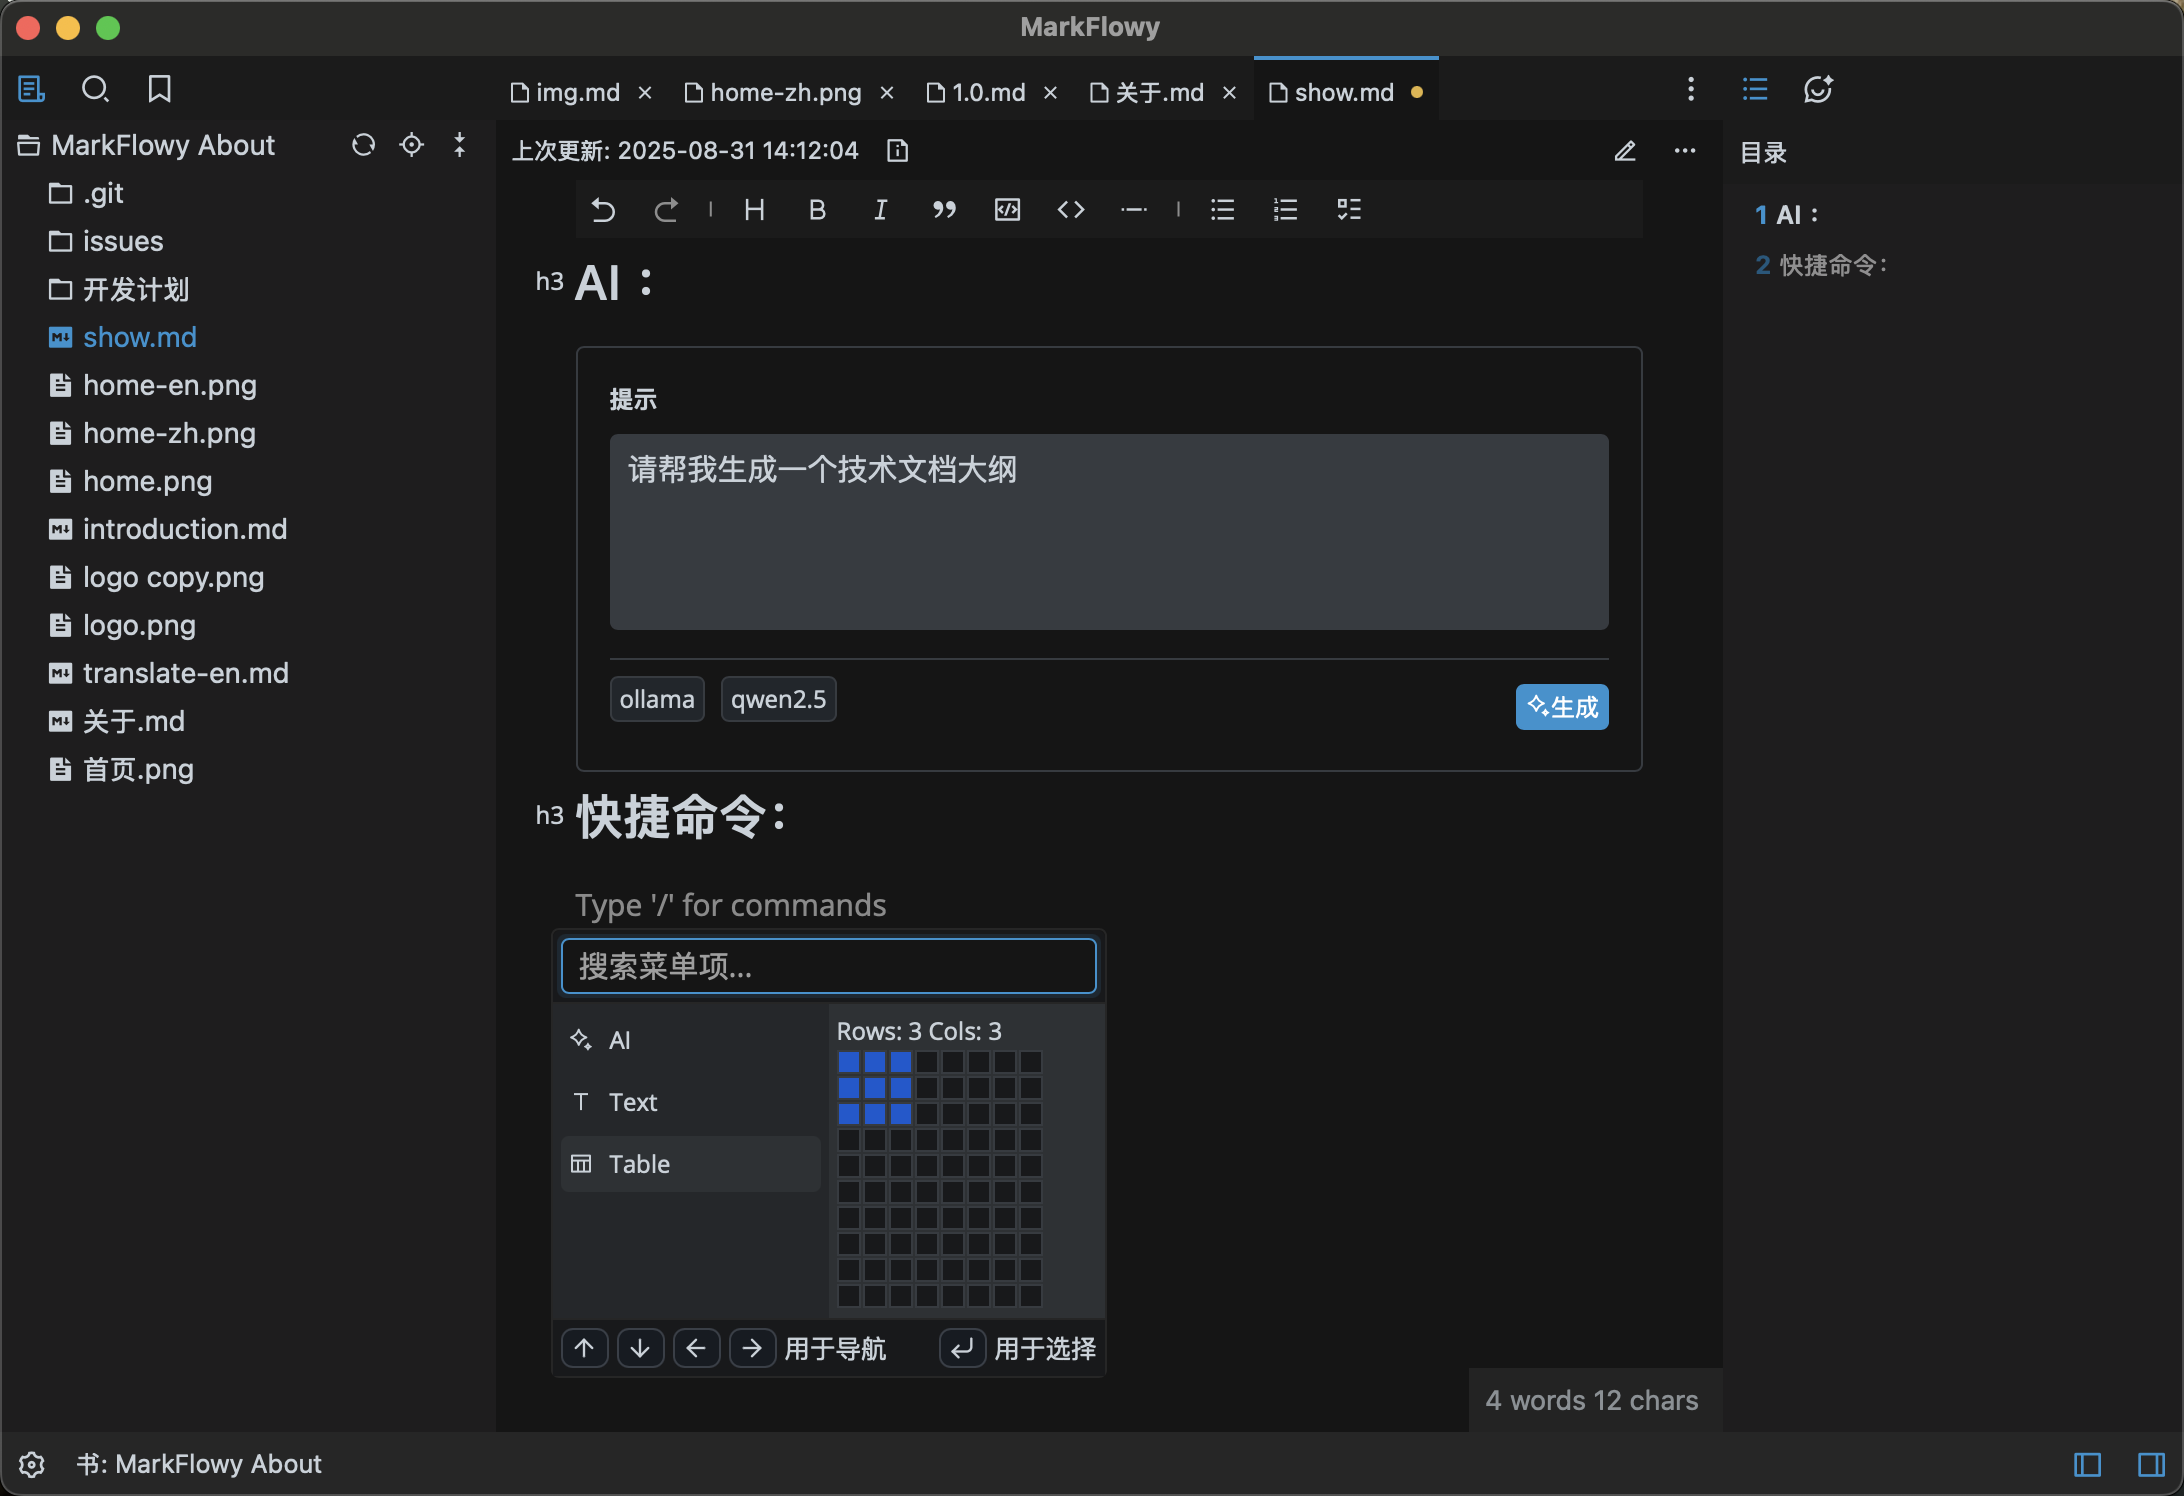 MarkFlowy
img.md
home-zh.png
1.0.md
关于.md
show.md
MarkFlowy About
.git
issues
开发计划
show.md
home-en.png
home-zh.png
home.png
introduction.md
logo copy.png
logo.png
translate-en.md
关于.md
首页.png
上次更新: 2025-08-31 14:12:04
H B I
h3 AI：
提示
请帮我生成一个技术文档大纲
ollama qwen2.5
生成
h3 快捷命令:
Type '/' for commands
搜索菜单项...
AI
Text
Table
Rows: 3 Cols: 3
用于导航 用于选择
4 words 12 chars
目录
1 AI：
2 快捷命令:
书: MarkFlowy About